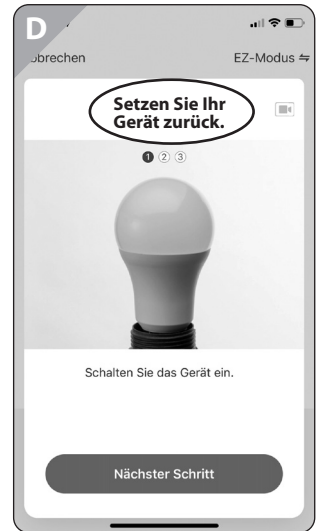 D
brechen
EZ-Modus
Setzen Sie Ihr
Gerät zurück.
1 2 3
Schalten Sie das Gerät ein.
Nächster Schritt